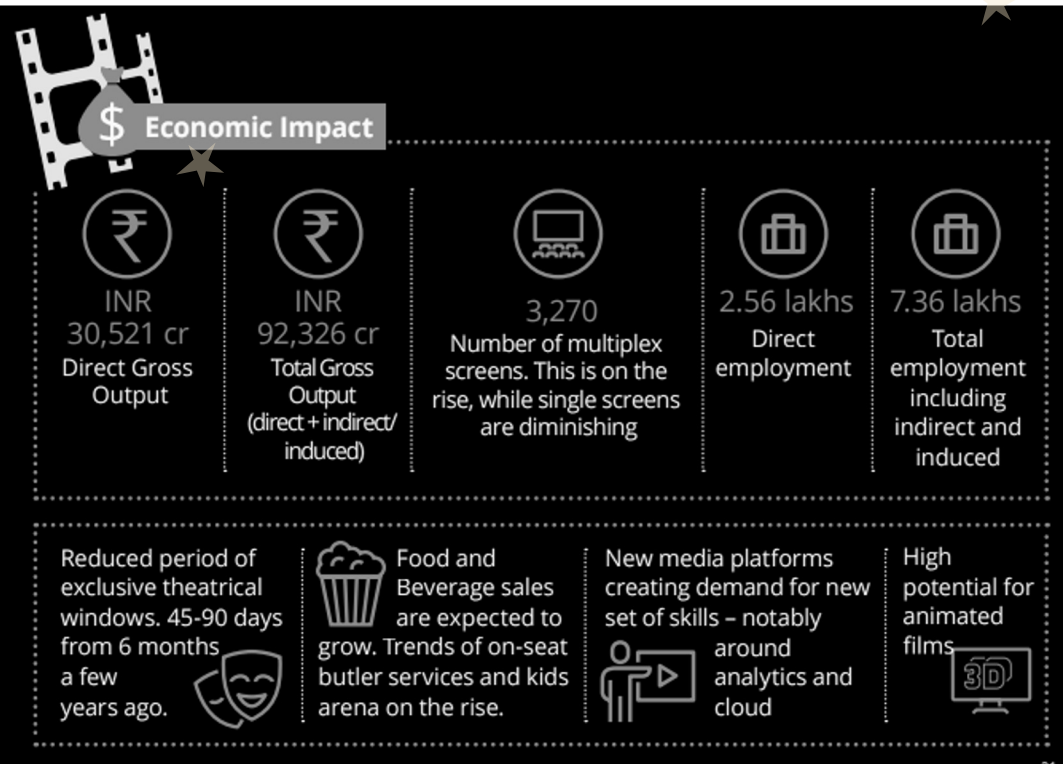 $ Economic Impact
₹
INR
30,521 cr
Direct Gross
Output
₹
INR
92,326 cr
Total Gross
Output
(direct + indirect/
induced)
3,270
Number of multiplex
screens. This is on the
rise, while single screens
are diminishing
2.56 lakhs
Direct
employment
7.36 lakhs
Total
employment
including
indirect and
induced
Reduced period of
exclusive theatrical
windows. 45-90 days
from 6 months
a few
years ago.
Food and
Beverage sales
are expected to
grow. Trends of on-seat
butler services and kids
arena on the rise.
New media platforms
creating demand for new
set of skills – notably
around
analytics and
cloud
High
potential for
animated
films
3D